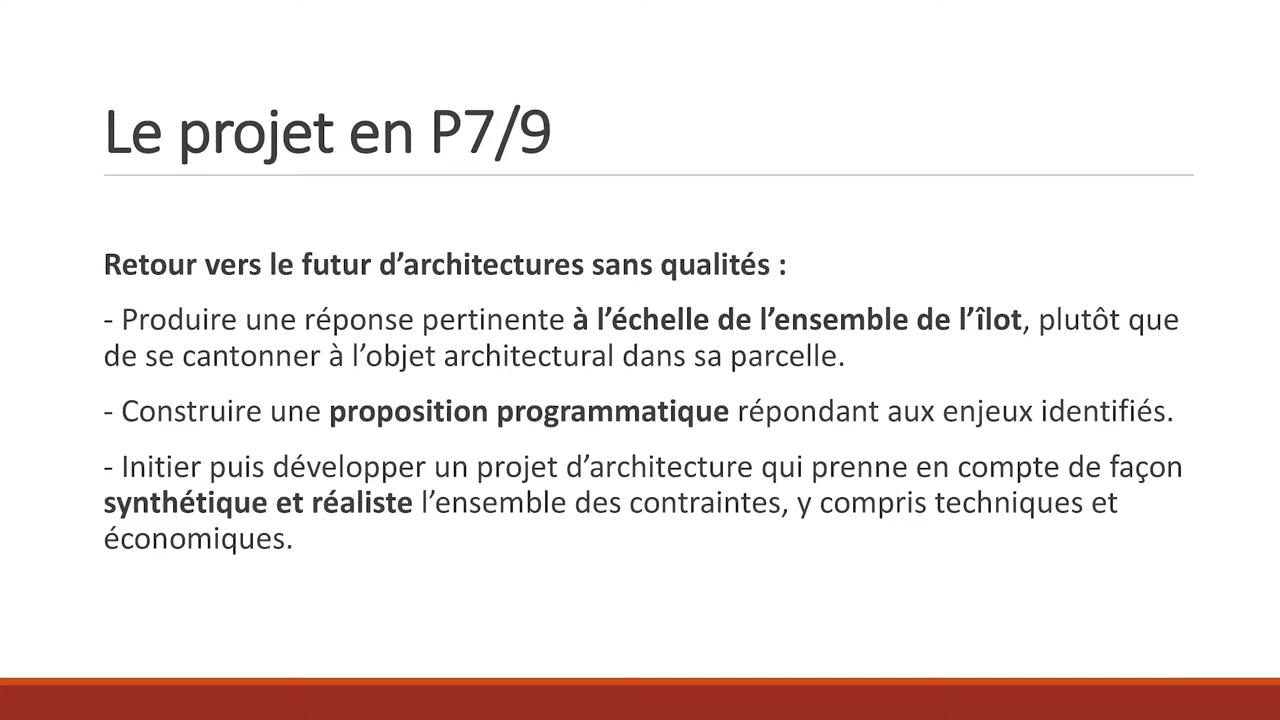 Le projet en P7/9
Retour vers le futur d’architectures sans qualités :
- Produire une réponse pertinente à l’échelle de l’ensemble de l’îlot, plutôt que
de se cantonner à l’objet architectural dans sa parcelle.
- Construire une proposition programmatique répondant aux enjeux identifiés.
- Initier puis développer un projet d’architecture qui prenne en compte de façon
synthétique et réaliste l’ensemble des contraintes, y compris techniques et
économiques.